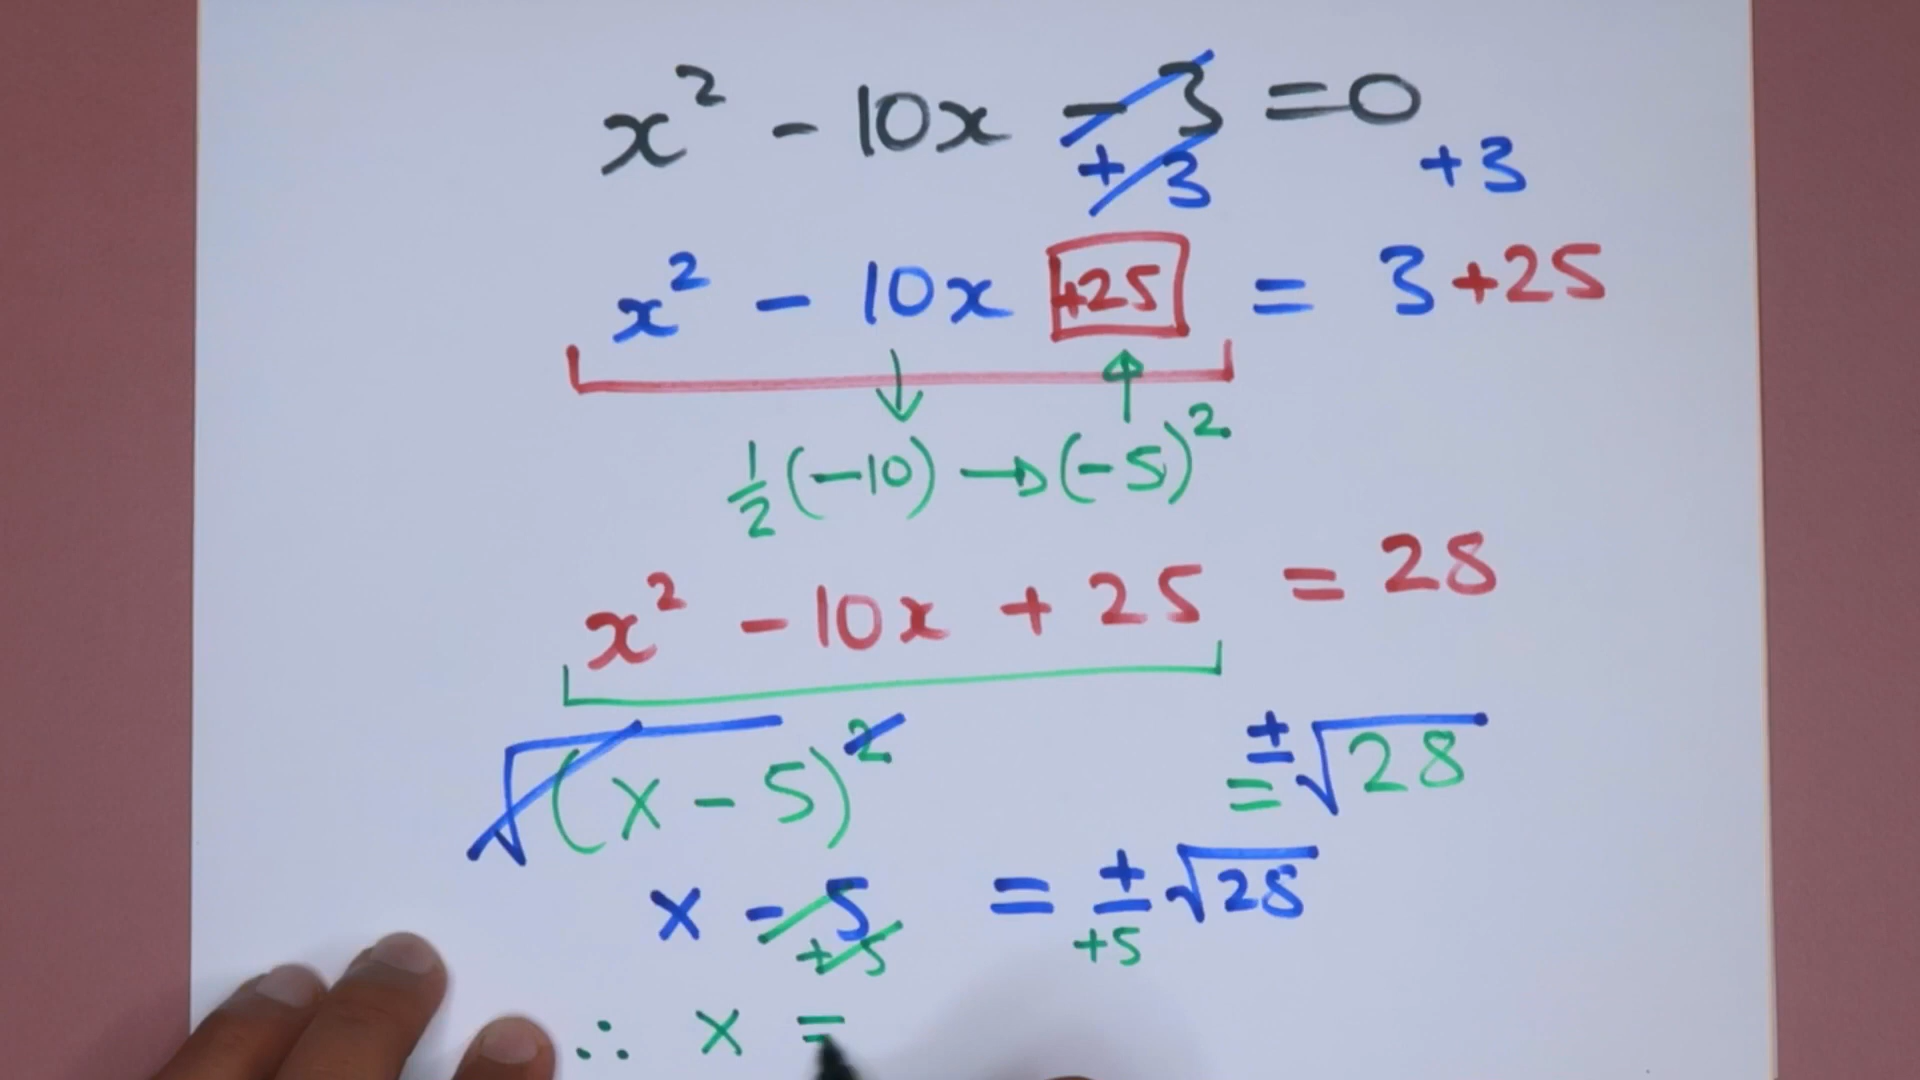 x² - 10x - 3 = 0
+ 3 +3
x² - 10x +25 = 3 +25
1/2 (-10) → (-5)²
x² - 10x + 25 = 28
√(x - 5)² = ±√28
x - 5 = ±√28
+ 5 +5
∴ x =